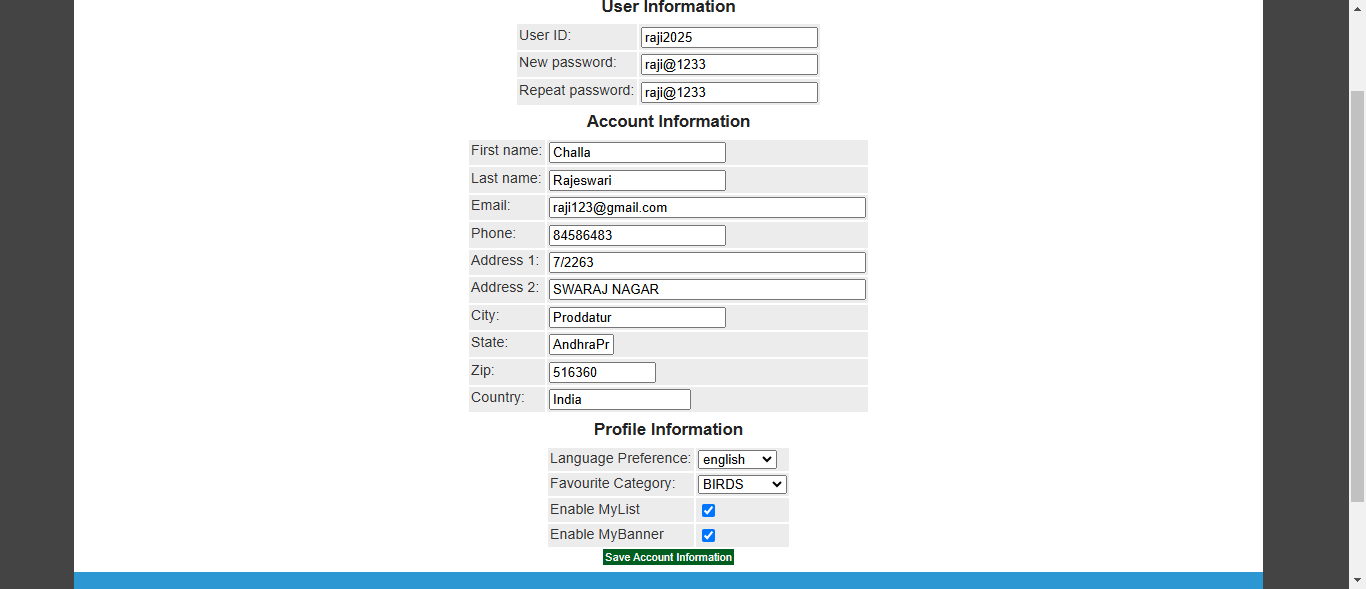 User Information
User ID: raji2025
New password: raji@1233
Repeat password: raji@1233
Account Information
First name: Challa
Last name: Rajeswari
Email: raji123@gmail.com
Phone: 84586483
Address 1: 7/2263
Address 2: SWARAJ NAGAR
City: Proddatur
State: AndhraPr
Zip: 516360
Country: India
Profile Information
Language Preference: english
Favourite Category: BIRDS
Enable MyList
Enable MyBanner
Save Account Information